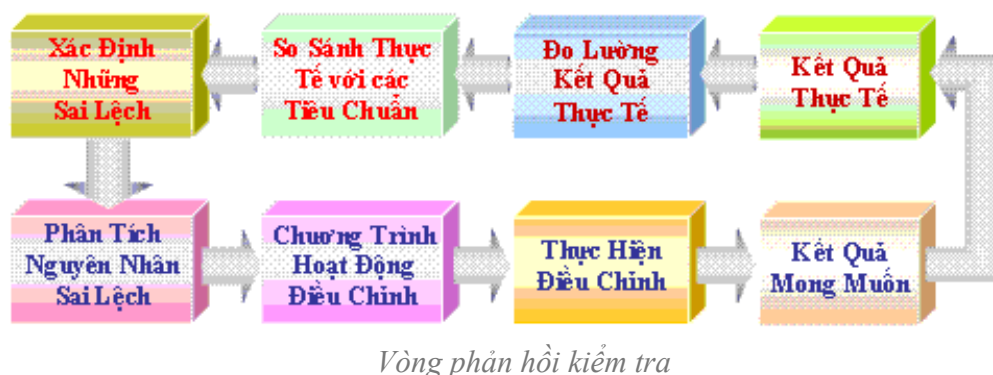 Xác Định
Những
Sai Lệch
So Sánh Thực
Tế với các
Tiêu Chuẩn
Đo Lường
Kết Quả
Thực Tế
Kết Quả
Thực Tế
Phân Tích
Nguyên Nhân
Sai Lệch
Chương Trình
Hoạt Động
Điều Chỉnh
Thực Hiện
Điều Chỉnh
Kết Quả
Mong Muốn
Vòng phản hồi kiểm tra